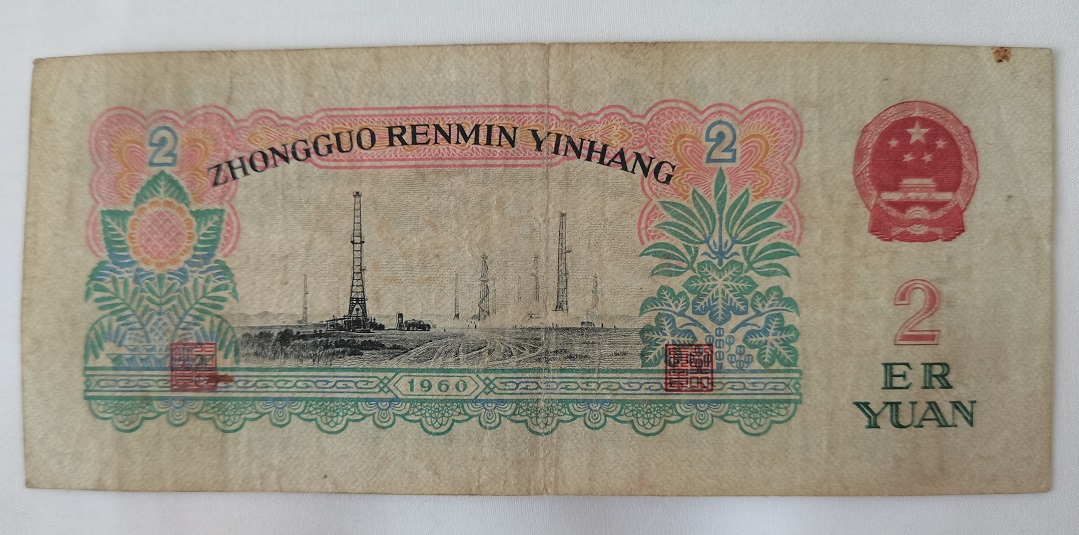 2
2
ZHONGGUO RENMIN YINHANG
2
ER
YUAN
1960